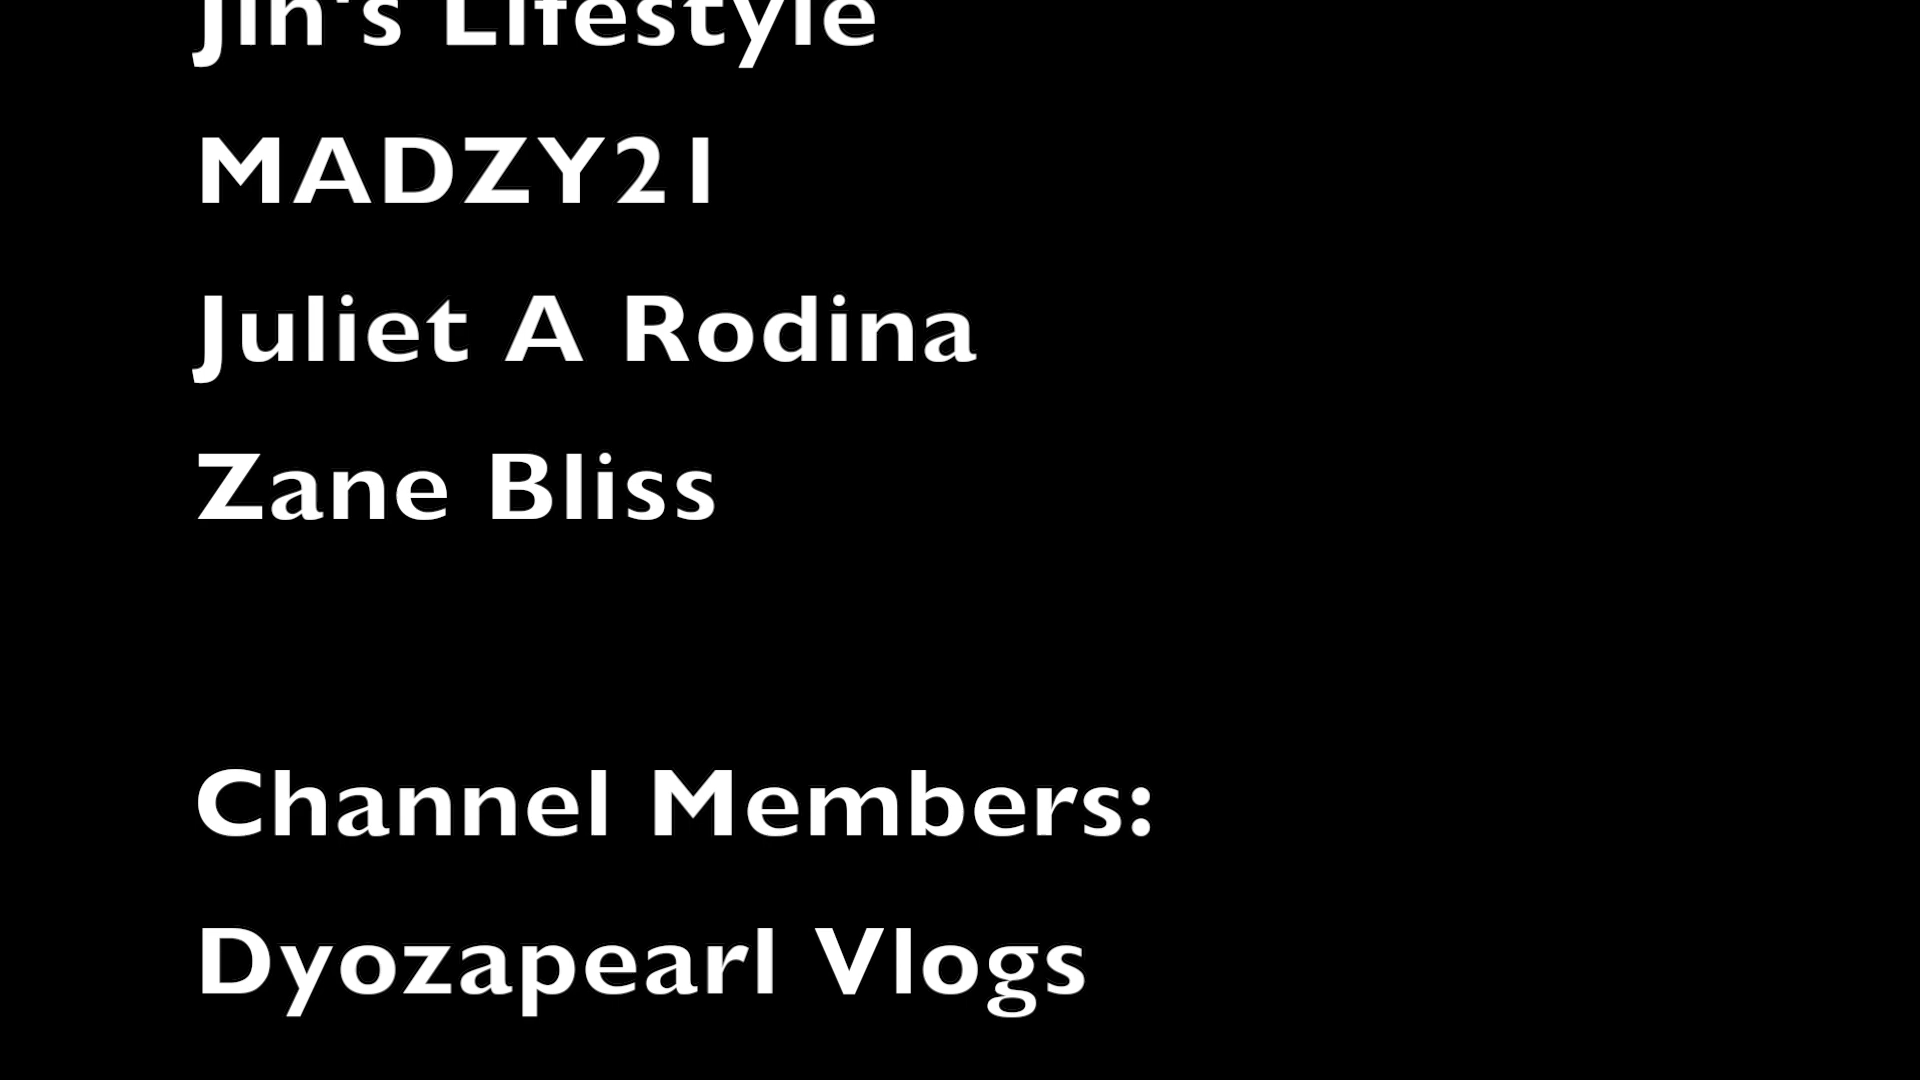 Jin's Lifestyle
MADZY21
Juliet A Rodina
Zane Bliss
Channel Members:
Dyozapearl Vlogs